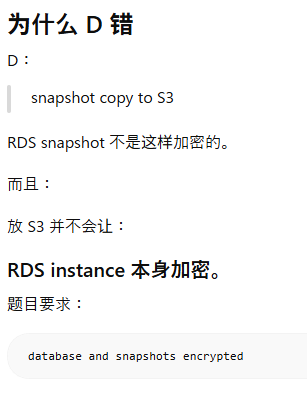 为什么 D 错
D：
snapshot copy to S3
RDS snapshot 不是这样加密的。
而且：
放 S3 并不会让：
RDS instance 本身加密。
题目要求：
database and snapshots encrypted